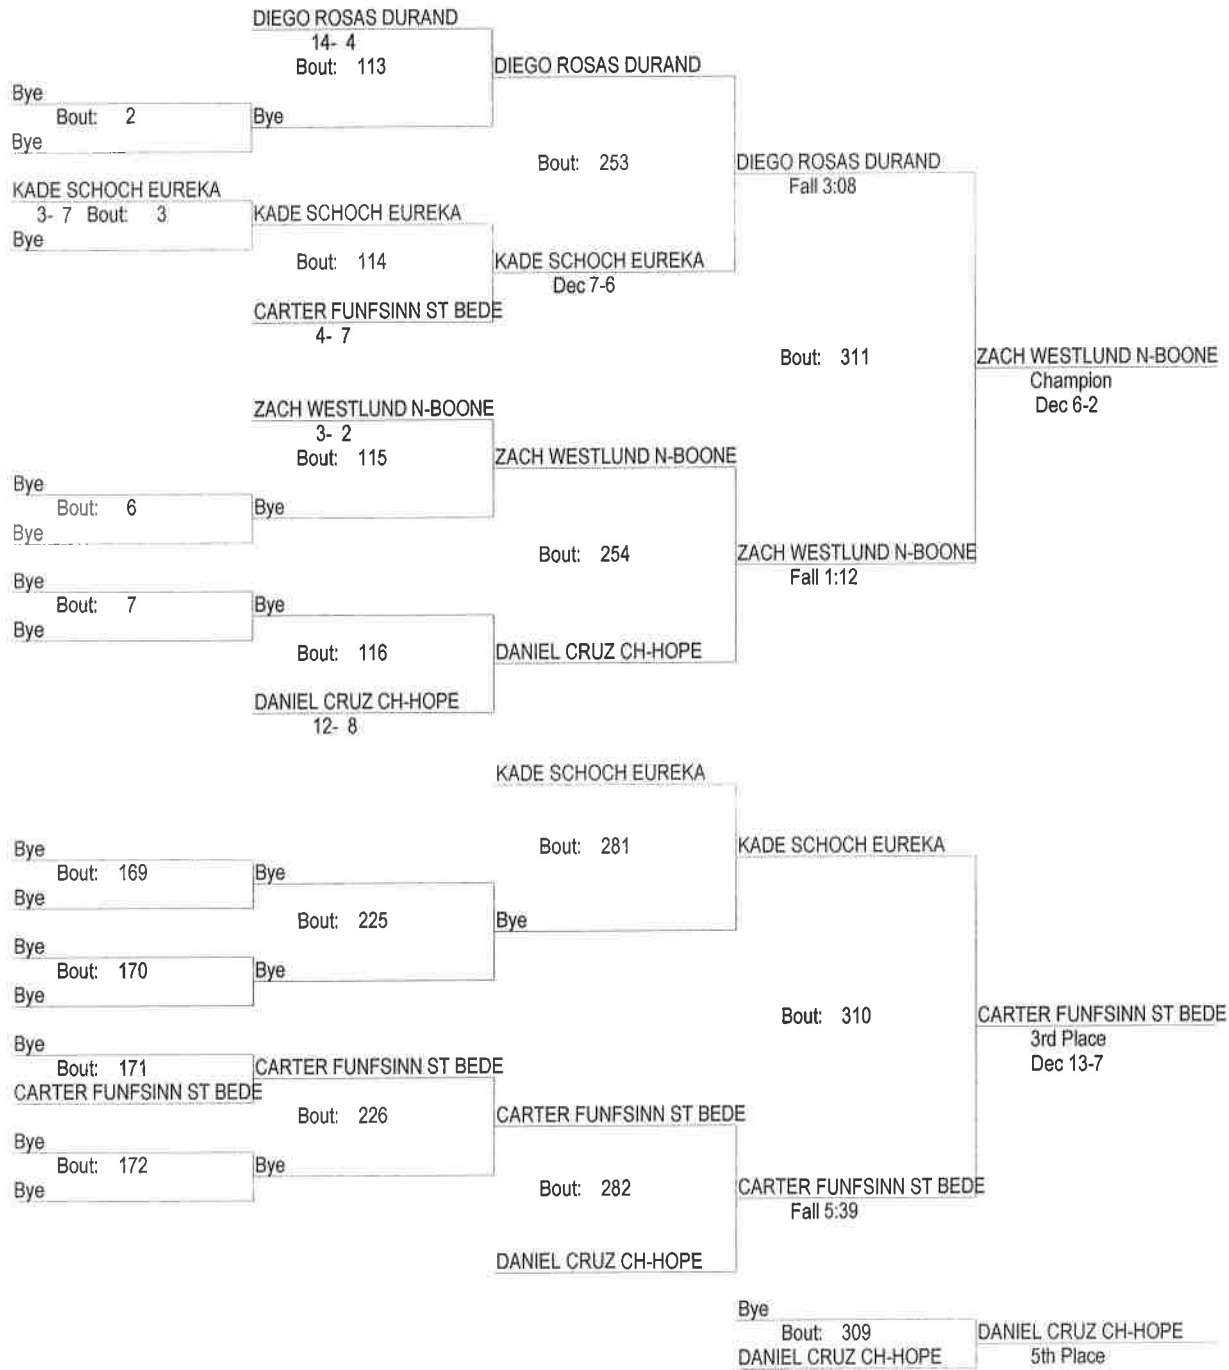 DIEGO ROSAS DURAND
14- 4
Bout: 113
DIEGO ROSAS DURAND
Bye
Bout: 2
Bye
Bye
Bout: 253
DIEGO ROSAS DURAND
Fall 3:08
KADE SCHOCH EUREKA
3- 7 Bout: 3
KADE SCHOCH EUREKA
Bye
Bout: 114
KADE SCHOCH EUREKA
Dec 7-6
CARTER FUNFSINN ST BEDE
4- 7
Bout: 311
ZACH WESTLUND N-BOONE
Champion
Dec 6-2
ZACH WESTLUND N-BOONE
3- 2
Bout: 115
ZACH WESTLUND N-BOONE
Bye
Bout: 6
Bye
Bye
Bout: 254
ZACH WESTLUND N-BOONE
Fall 1:12
Bye
Bout: 7
Bye
Bye
Bout: 116
DANIEL CRUZ CH-HOPE
DANIEL CRUZ CH-HOPE
12- 8
KADE SCHOCH EUREKA
Bout: 281
KADE SCHOCH EUREKA
Bye
Bout: 169
Bye
Bye
Bout: 225
Bye
Bye
Bout: 170
Bye
Bye
Bout: 310
CARTER FUNFSINN ST BEDE
3rd Place
Dec 13-7
Bye
Bout: 171
CARTER FUNFSINN ST BEDE
CARTER FUNFSINN ST BEDE
Bout: 226
CARTER FUNFSINN ST BEDE
Bye
Bout: 172
Bye
Bye
Bout: 282
CARTER FUNFSINN ST BEDE
Fall 5:39
DANIEL CRUZ CH-HOPE
Bye
Bout: 309
DANIEL CRUZ CH-HOPE
DANIEL CRUZ CH-HOPE
5th Place